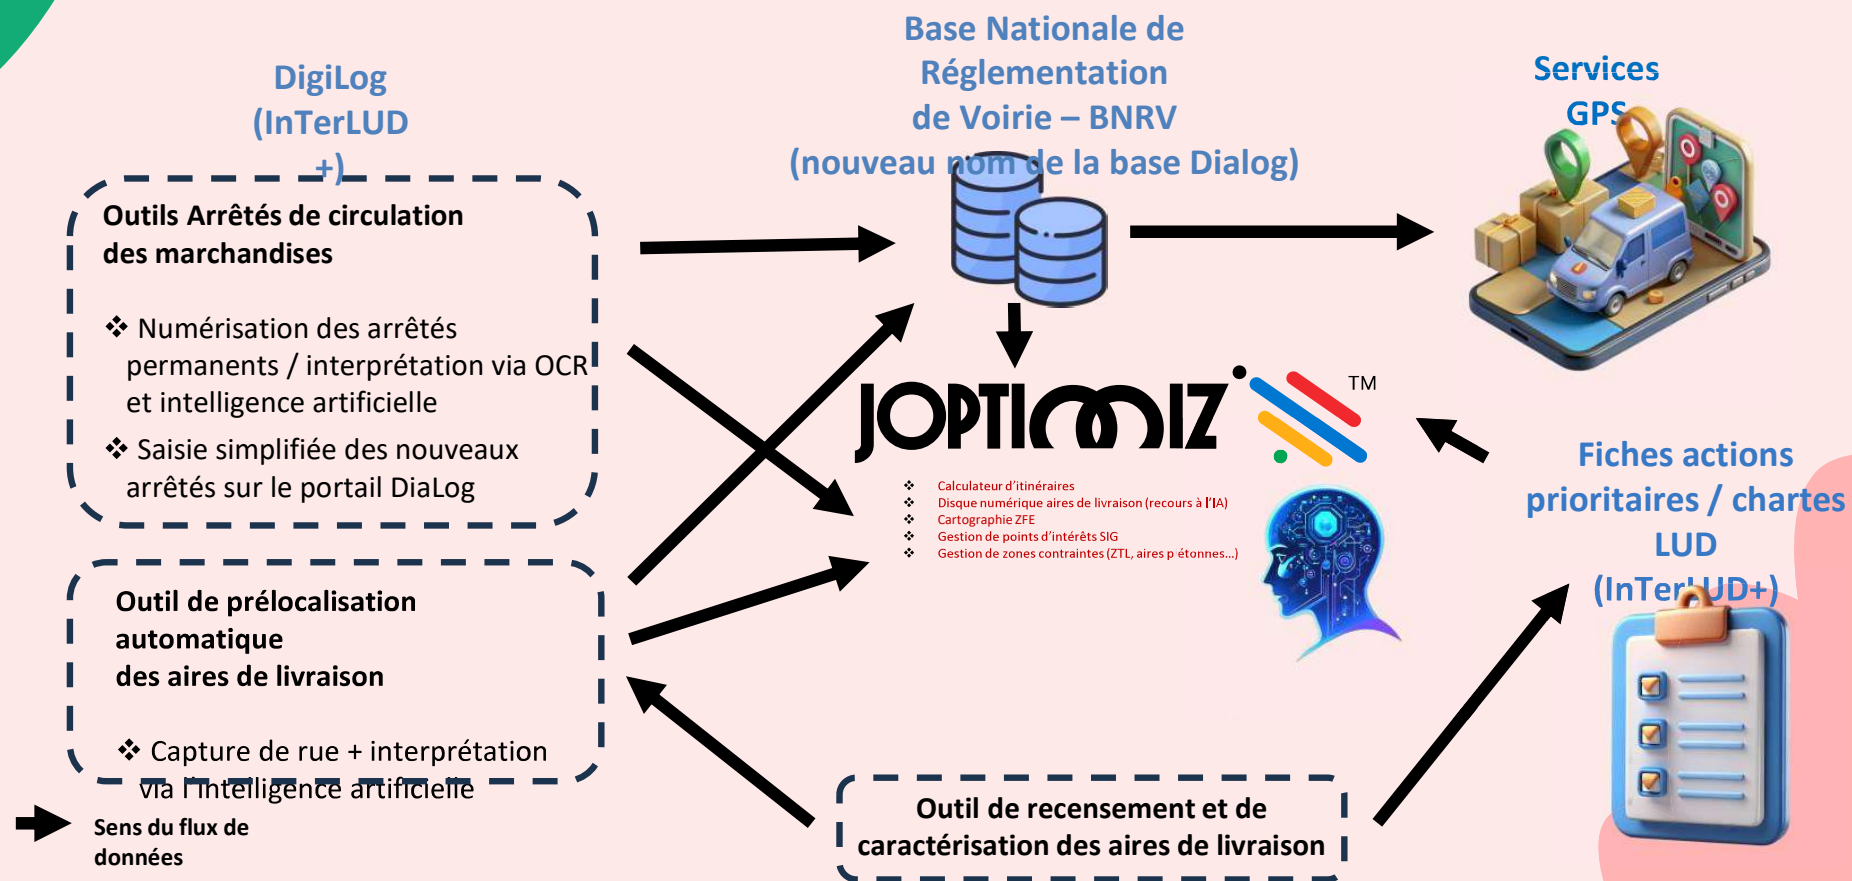 DigiLog
(InTerLUD
+)
Outils Arrêtés de circulation
des marchandises
❖ Numérisation des arrêtés
permanents / interprétation via OCR
et intelligence artificielle
❖ Saisie simplifiée des nouveaux
arrêtés sur le portail DiaLog
Outil de prélocalisation
automatique
des aires de livraison
❖ Capture de rue + interprétation
via l'intelligence artificielle
Sens du flux de
données
Base Nationale de
Réglementation
de Voirie – BNRV
(nouveau nom de la base Dialog)
JOPTIMIZ TM
❖ Calculateur d'itinéraires
❖ Disque numérique aires de livraison (recours à l'IA)
❖ Cartographie ZFE
❖ Gestion de points d'intérêts SIG
❖ Gestion de zones contraintes (ZTL, aires piétonnes...)
Outil de recensement et de
caractérisation des aires de livraison
Services
GPS
Fiches actions
prioritaires / chartes
LUD
(InTerLUD+)